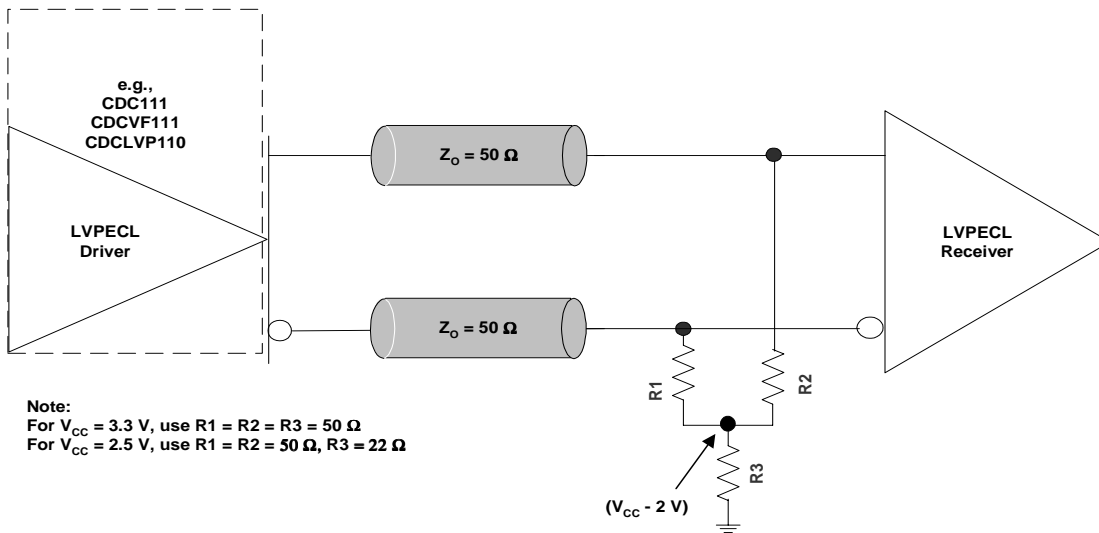 e.g.,
CDC111
CDCVF111
CDCLVP110
LVPECL
Driver
Z_O = 50 Ω
Z_O = 50 Ω
LVPECL
Receiver
R1
R2
R3
(V_CC - 2 V)
Note:
For V_CC = 3.3 V, use R1 = R2 = R3 = 50 Ω
For V_CC = 2.5 V, use R1 = R2 = 50 Ω, R3 = 22 Ω